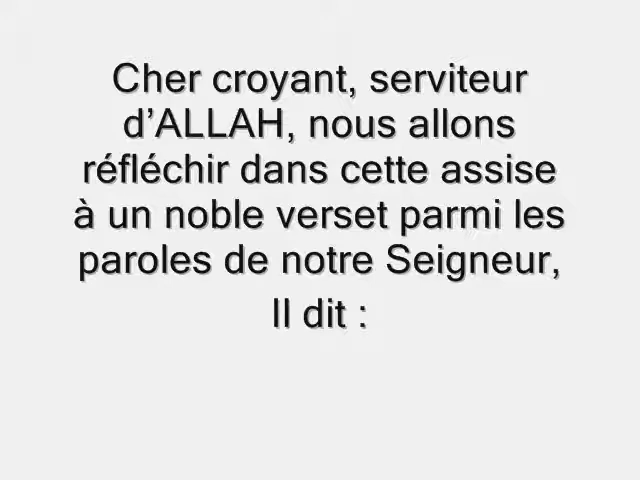 Cher croyant, serviteur
d’ALLAH, nous allons
réfléchir dans cette assise
à un noble verset parmi les
paroles de notre Seigneur,
Il dit :